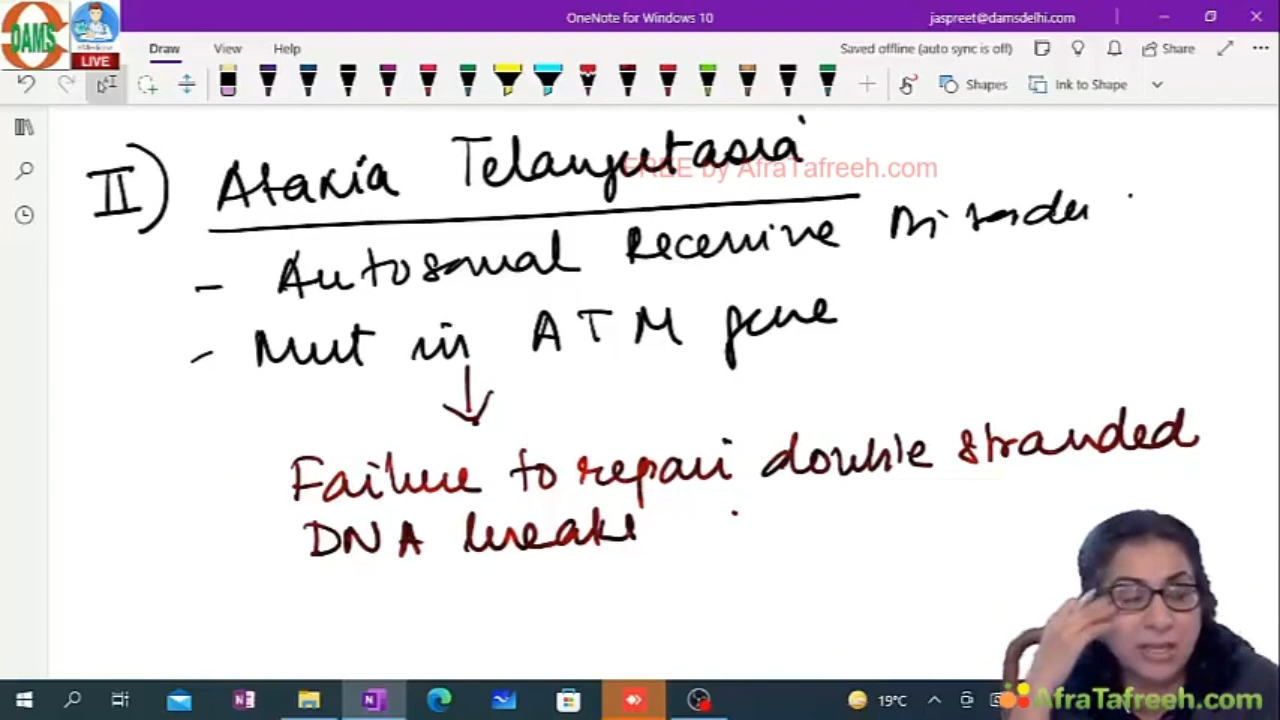 OneNote for Windows 10
jaspreet@damsdelhi.com
DAMS
LIVE
Draw
View
Help
Saved offline (auto sync is off)
Share
Shapes
Ink to Shape
II) Ataxia Telangectasia
FREE by AfraTafreeh.com
- Autosomal Recessive Disorder
- Mut in ATM gene
↓
Failure to repair double stranded
DNA breaks
19°C
AfraTafreeh.com